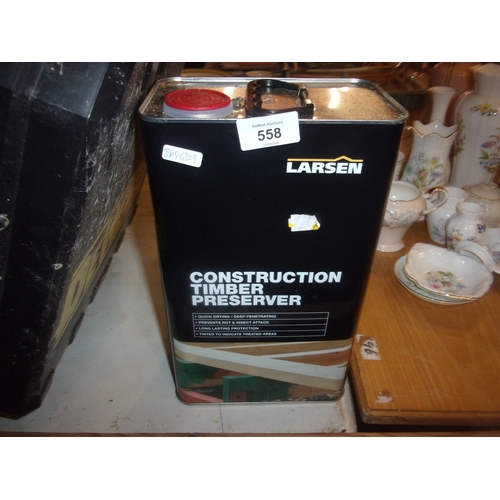 558
LARSEN
CONSTRUCTION
TIMBER
PRESERVER
• QUICK DRYING / DEEP PENETRATING
• PREVENTS ROT & INSECT ATTACK
• LONG LASTING PROTECTION
• TINTED TO INDICATE TREATED AREAS